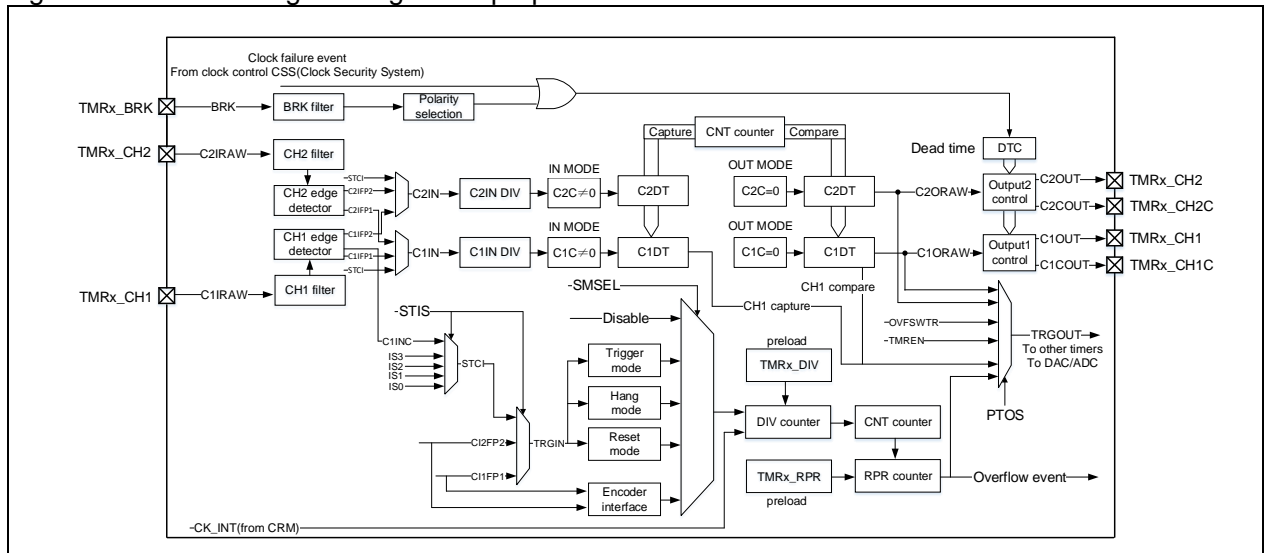 Clock failure event
From clock control CSS(Clock Security System)
TMRx_BRK
BRK
BRK filter
Polarity
selection
TMRx_CH2
C2IRAW
CH2 filter
CH2 edge
detector
STCI
C2IFP2
C2IFP1
C2IN
C2IN DIV
IN MODE
C2C≠0
C2DT
Capture
CNT counter
Compare
OUT MODE
C2C=0
C2DT
C2ORAW
Dead time
DTC
Output2
control
C2OUT
TMRx_CH2
C2COUT
TMRx_CH2C
CH1 edge
detector
C1IFP2
C1IFP1
STCI
C1IN
C1IN DIV
IN MODE
C1C≠0
C1DT
OUT MODE
C1C=0
C1DT
C1ORAW
Output1
control
C1OUT
TMRx_CH1
C1COUT
TMRx_CH1C
TMRx_CH1
C1IRAW
CH1 filter
CH1 compare
CH1 capture
-SMSEL
Disable
-STIS
C1INC
IS3
IS2
IS1
IS0
STCI
CI2FP2
CI1FP1
TRGIN
Trigger
mode
Hang
mode
Reset
mode
Encoder
interface
preload
TMRx_DIV
DIV counter
CNT counter
TMRx_RPR
preload
RPR counter
Overflow event
-OVFSWTR
-TMREN
PTOS
TRGOUT
To other timers
To DAC/ADC
-CK_INT(from CRM)